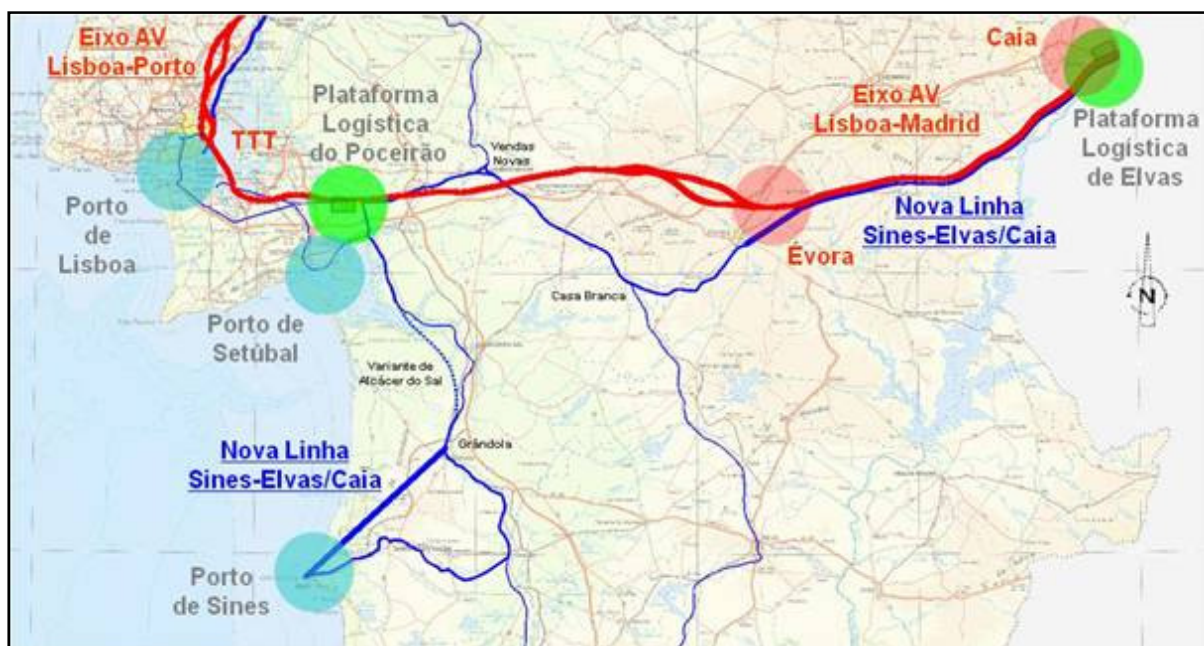 Eixo AV
Lisboa-Porto
TTT
Plataforma
Logística
do Poceirão
Vendas
Novas
Caia
Eixo AV
Lisboa-Madrid
Plataforma
Logística
de Elvas
Porto
de
Lisboa
Nova Linha
Sines-Elvas/Caia
Évora
Casa Branca
N
Porto de
Setúbal
Variante de
Alcácer do Sal
Grândola
Nova Linha
Sines-Elvas/Caia
Porto
de Sines